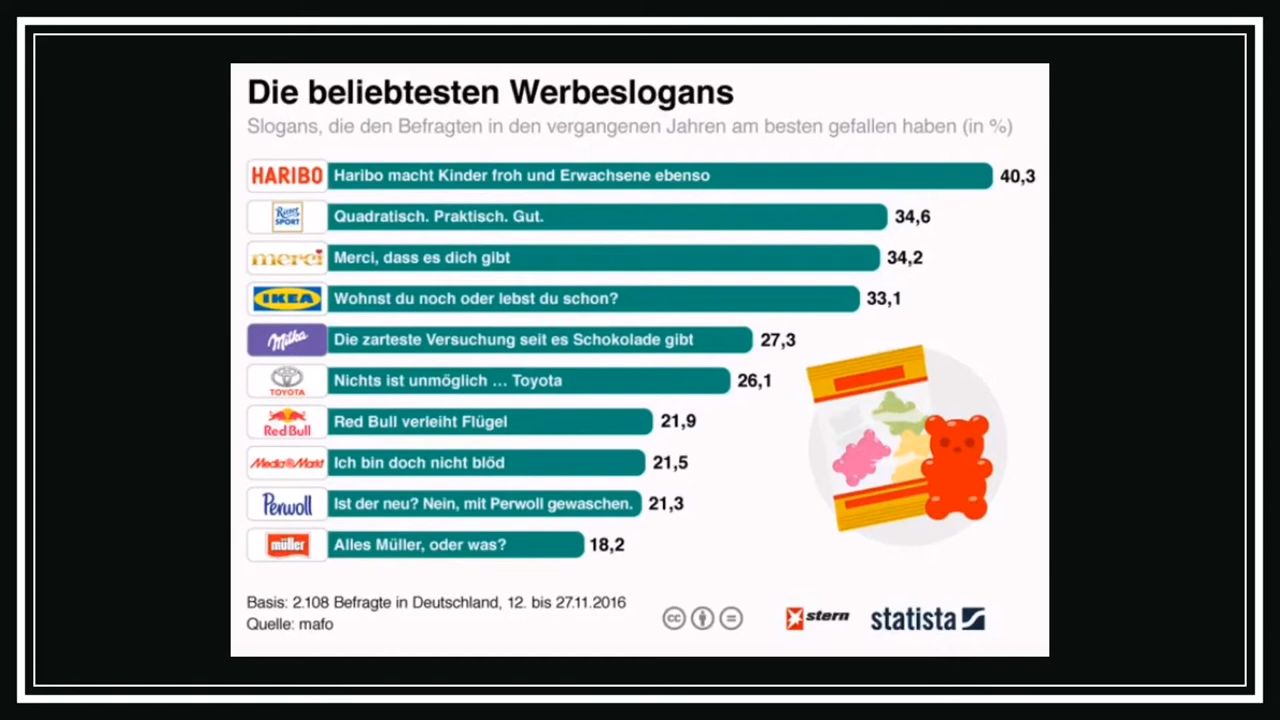 Die beliebtesten Werbeslogans
Slogans, die den Befragten in den vergangenen Jahren am besten gefallen haben (in %)
HARIBO Haribo macht Kinder froh und Erwachsene ebenso 40,3
Ritter SPORT Quadratisch. Praktisch. Gut. 34,6
merci Merci, dass es dich gibt 34,2
IKEA Wohnst du noch oder lebst du schon? 33,1
Milka Die zarteste Versuchung seit es Schokolade gibt 27,3
TOYOTA Nichts ist unmöglich ... Toyota 26,1
Red Bull Red Bull verleiht Flügel 21,9
Media Markt Ich bin doch nicht blöd 21,5
Perwoll Ist der neu? Nein, mit Perwoll gewaschen. 21,3
müller Alles Müller, oder was? 18,2
Basis: 2.108 Befragte in Deutschland, 12. bis 27.11.2016
Quelle: mafo
cc stern statista